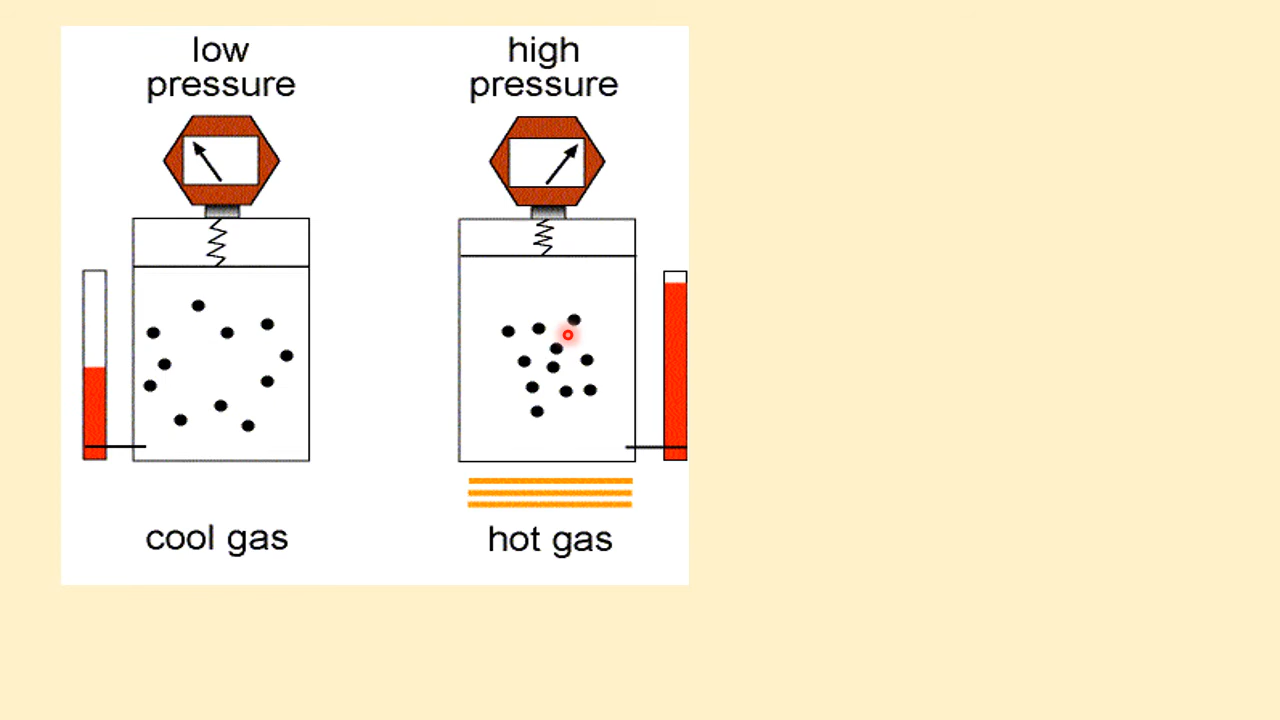 low
pressure
high
pressure
cool gas
hot gas